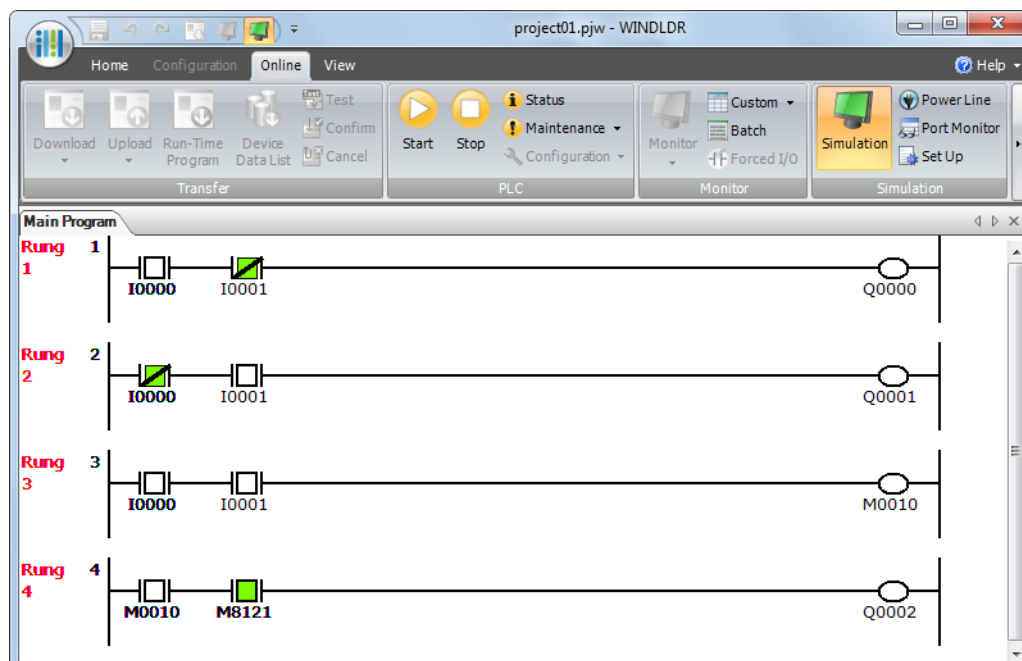 project01.pjw - WINDLDR
Home Configuration Online View Help
Download Upload Run-Time Program Device Data List Test Confirm Cancel
Transfer
Start Stop Status Maintenance Configuration
PLC
Monitor Custom Batch Forced I/O
Monitor
Simulation Power Line Port Monitor Set Up
Simulation
Main Program
Rung 1
1
I0000 I0001 Q0000
Rung 2
2
I0000 I0001 Q0001
Rung 3
3
I0000 I0001 M0010
Rung 4
4
M0010 M8121 Q0002